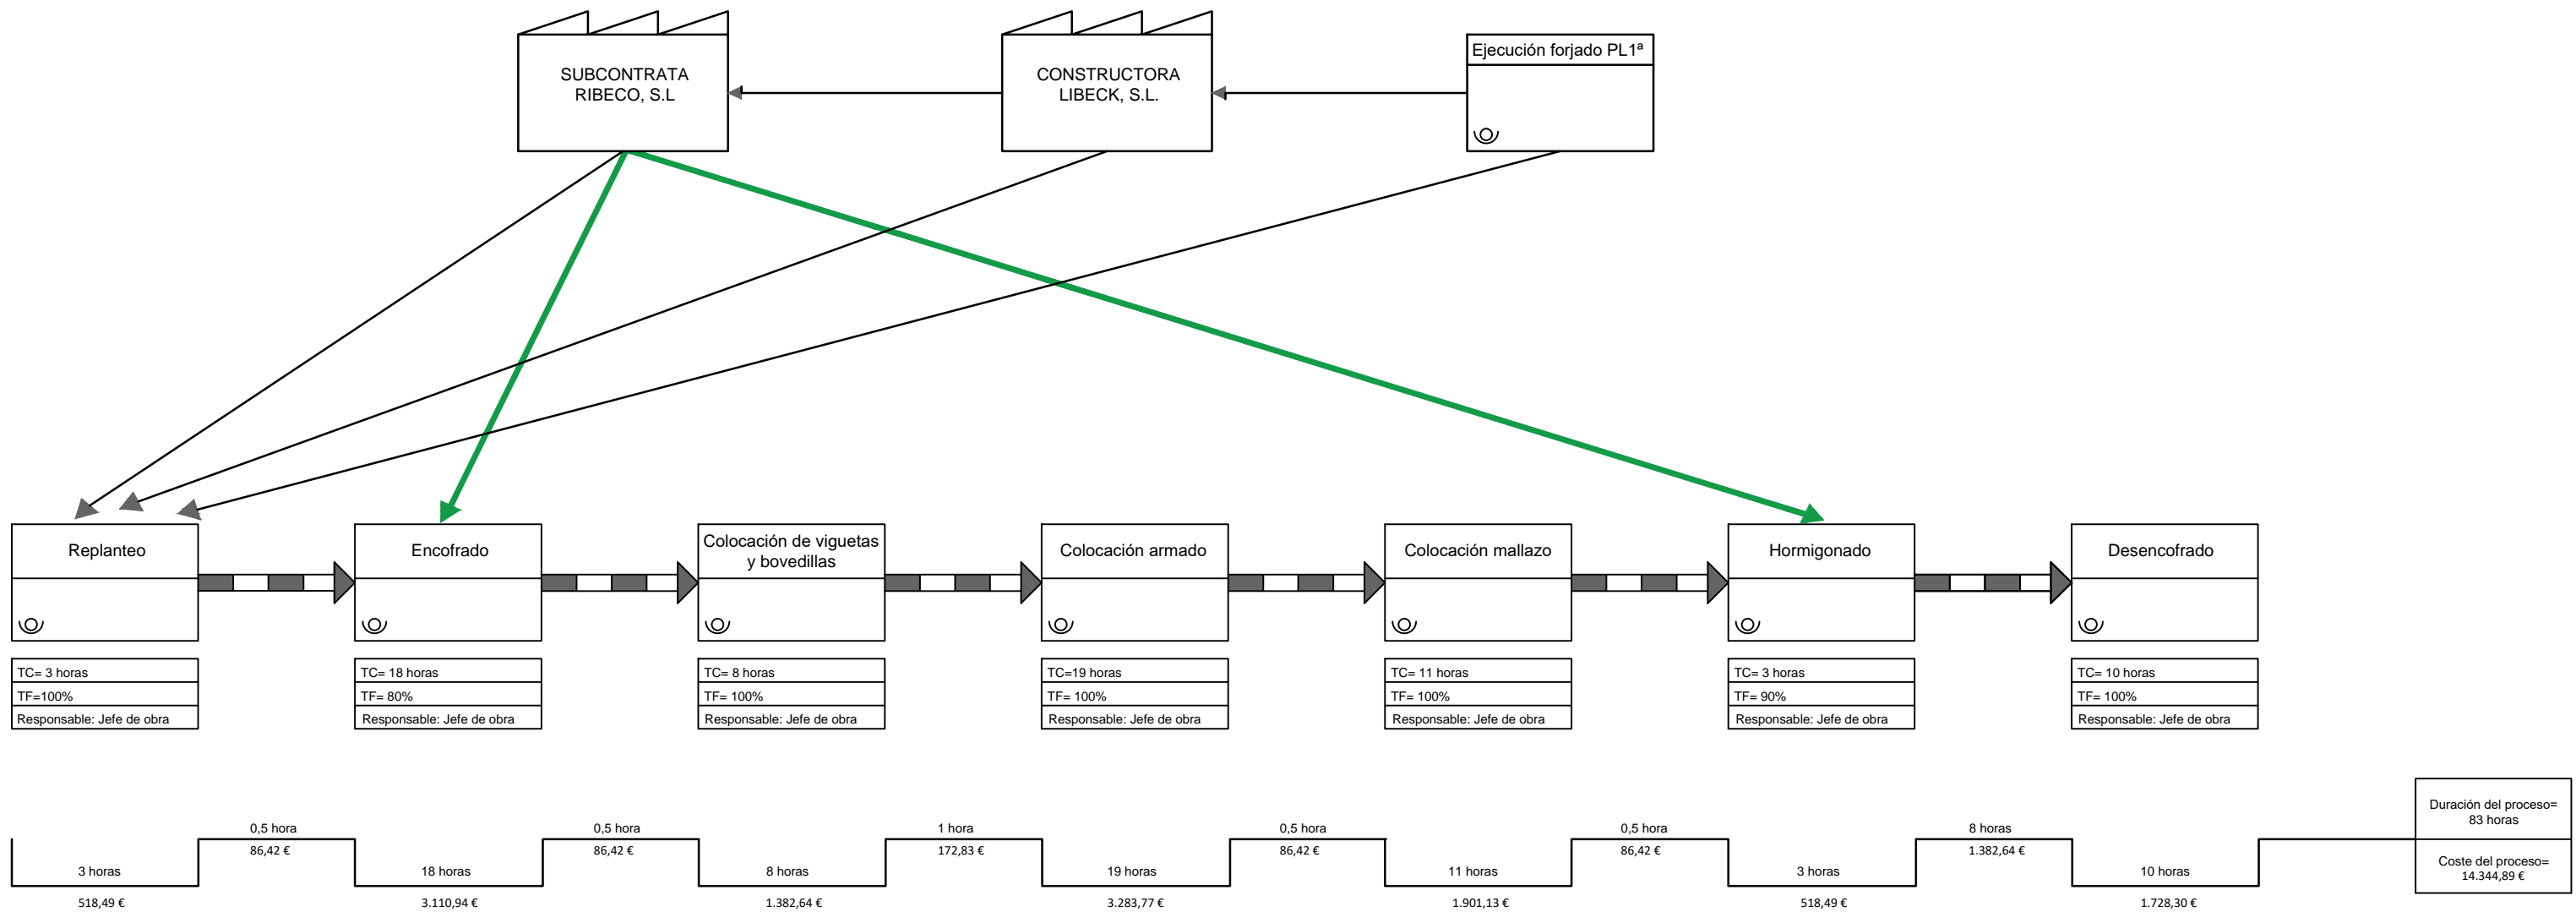 SUBCONTRATA
RIBECO, S.L
CONSTRUCTORA
LIBECK, S.L.
Ejecución forjado PL1ª
Replanteo
Encofrado
Colocación de viguetas
y bovedillas
Colocación armado
Colocación mallazo
Hormigonado
Desencofrado
TC= 3 horas
TF=100%
Responsable: Jefe de obra
TC= 18 horas
TF= 80%
Responsable: Jefe de obra
TC= 8 horas
TF= 100%
Responsable: Jefe de obra
TC=19 horas
TF= 100%
Responsable: Jefe de obra
TC= 11 horas
TF= 100%
Responsable: Jefe de obra
TC= 3 horas
TF= 90%
Responsable: Jefe de obra
TC= 10 horas
TF= 100%
Responsable: Jefe de obra
3 horas
518,49 €
0,5 hora
86,42 €
18 horas
3.110,94 €
0,5 hora
86,42 €
8 horas
1.382,64 €
1 hora
172,83 €
19 horas
3.283,77 €
0,5 hora
86,42 €
11 horas
1.901,13 €
0,5 hora
86,42 €
3 horas
518,49 €
8 horas
1.382,64 €
10 horas
1.728,30 €
Duración del proceso=
83 horas
Coste del proceso=
14.344,89 €